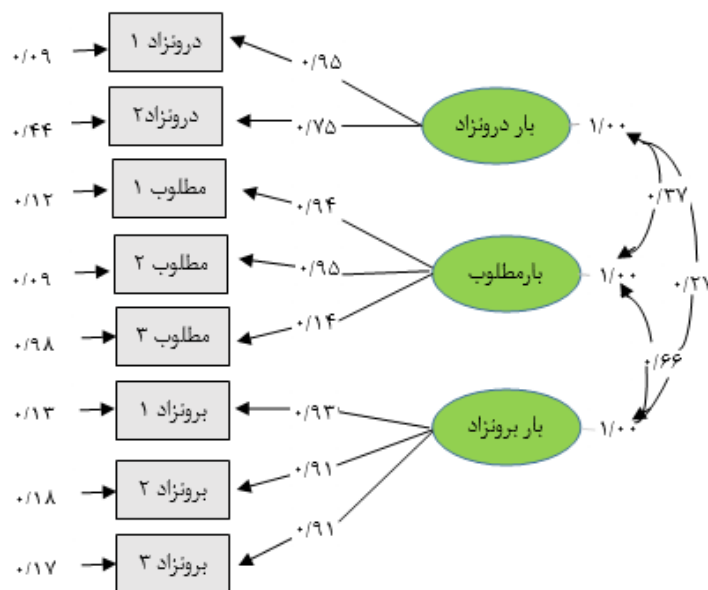 درونزاد ۱
۰/۰۹
۰/۹۵
بار درونزاد
۱/۰۰
درونزاد۲
۰/۴۴
۰/۷۵
مطلوب ۱
۰/۱۲
۰/۹۴
۰/۳۷
مطلوب ۲
۰/۰۹
۰/۹۵
بارمطلوب
۱/۰۰
۰/۲۷
مطلوب ۳
۰/۹۸
۰/۱۴
۰/۶۶
برونزاد ۱
۰/۱۳
۰/۹۳
بار برونزاد
۱/۰۰
برونزاد ۲
۰/۱۸
۰/۹۱
برونزاد ۳
۰/۱۷
۰/۹۱